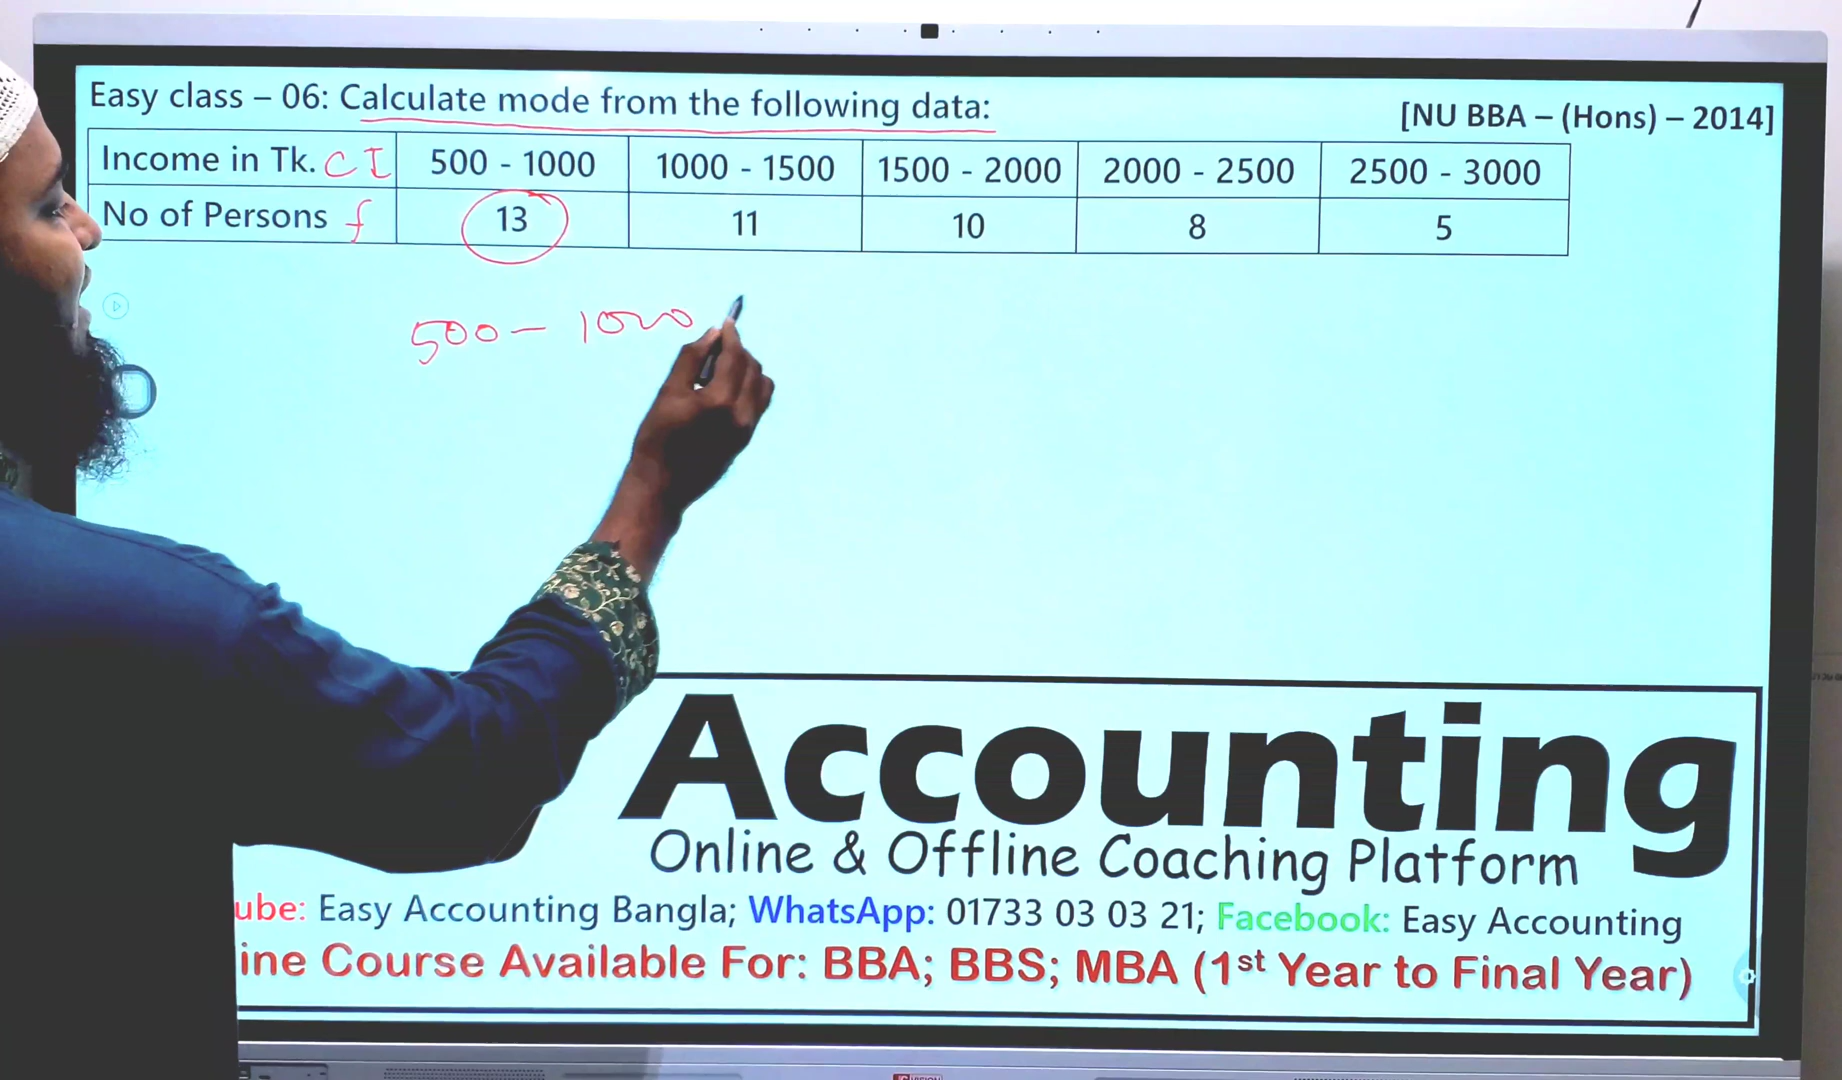 Easy class – 06: Calculate mode from the following data:
[NU BBA – (Hons) – 2014]
Income in Tk. CI 500 - 1000 1000 - 1500 1500 - 2000 2000 - 2500 2500 - 3000
No of Persons f 13 11 10 8 5
500 – 1000
Accounting
Online & Offline Coaching Platform
ube: Easy Accounting Bangla; WhatsApp: 01733 03 03 21; Facebook: Easy Accounting
ine Course Available For: BBA; BBS; MBA (1st Year to Final Year)